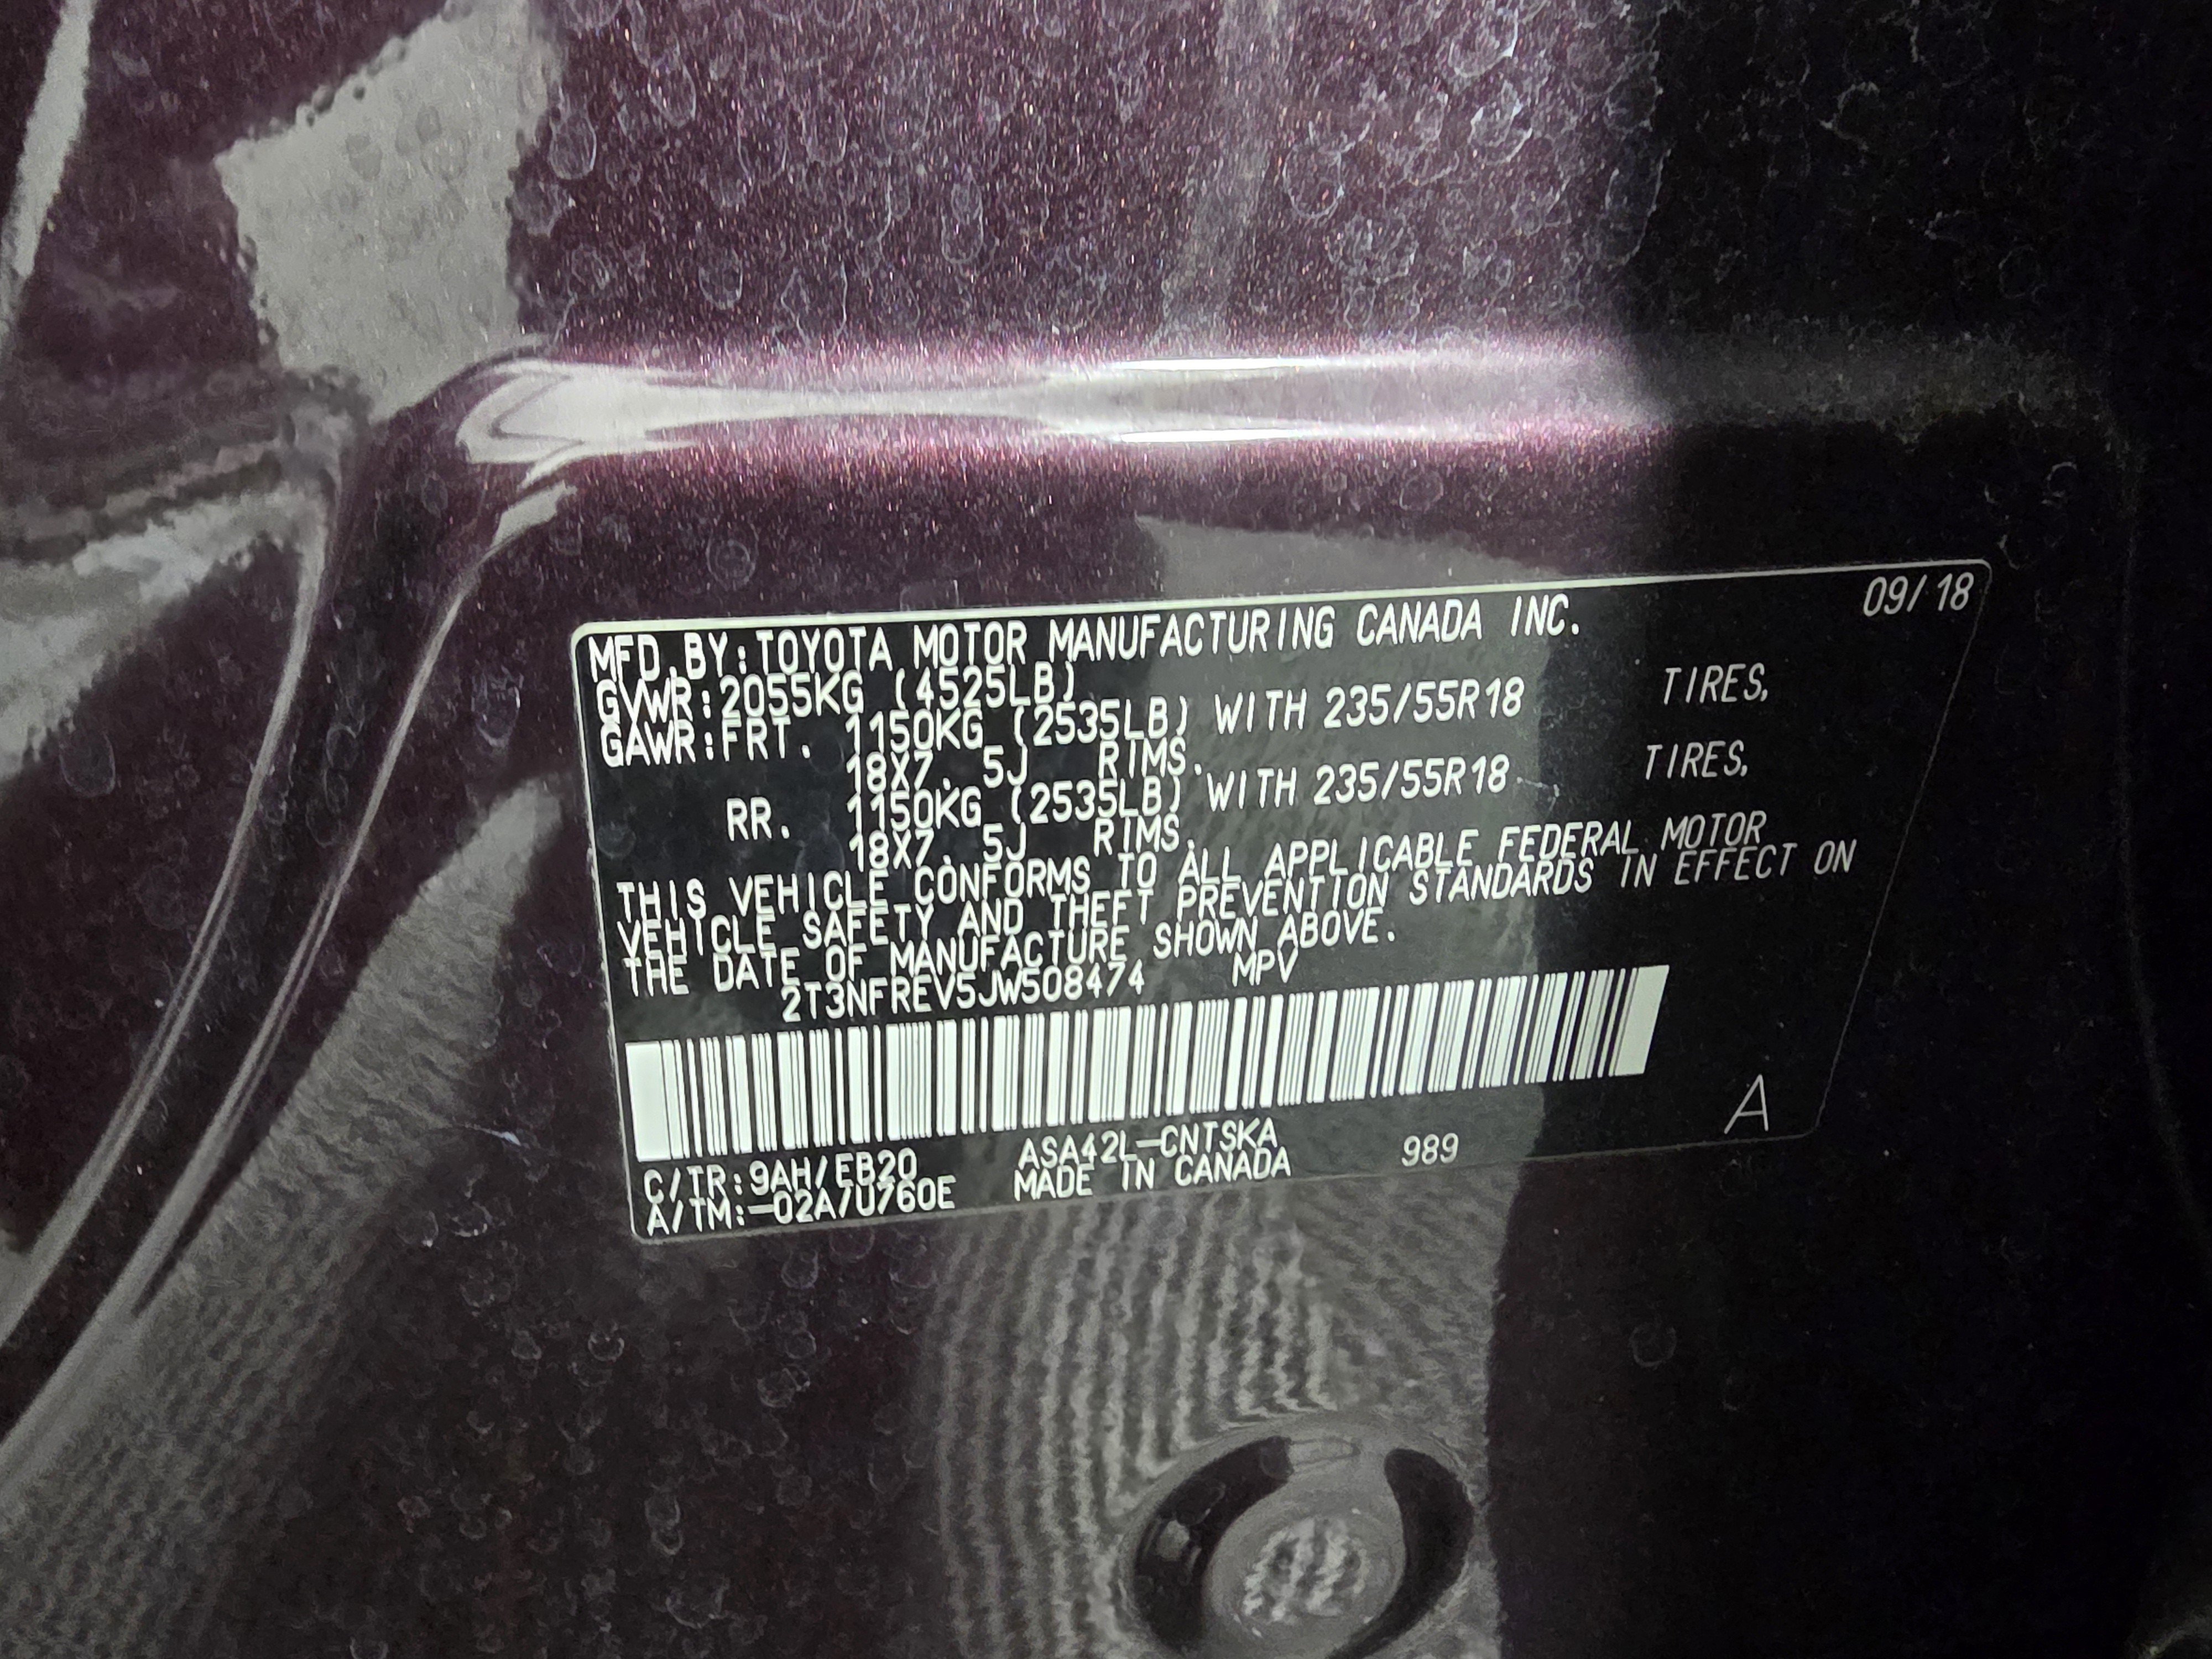 09/18
MFD.BY:TOYOTA MOTOR MANUFACTURING CANADA INC.
GVWR:2055KG (4525LB)
GAWR:FRT. 1150KG (2535LB) WITH 235/55R18 TIRES,
18X7.5J RIMS.
RR. 1150KG (2535LB) WITH 235/55R18 TIRES,
18X7.5J RIMS.
THIS VEHICLE CONFORMS TO ALL APPLICABLE FEDERAL MOTOR
VEHICLE SAFETY AND THEFT PREVENTION STANDARDS IN EFFECT ON
THE DATE OF MANUFACTURE SHOWN ABOVE.
2T3NFREV5JW508474 MPV
C/TR:9AH/EB20 ASA42L-CNTSKA 989
A/TM:-02A/U760E MADE IN CANADA
A